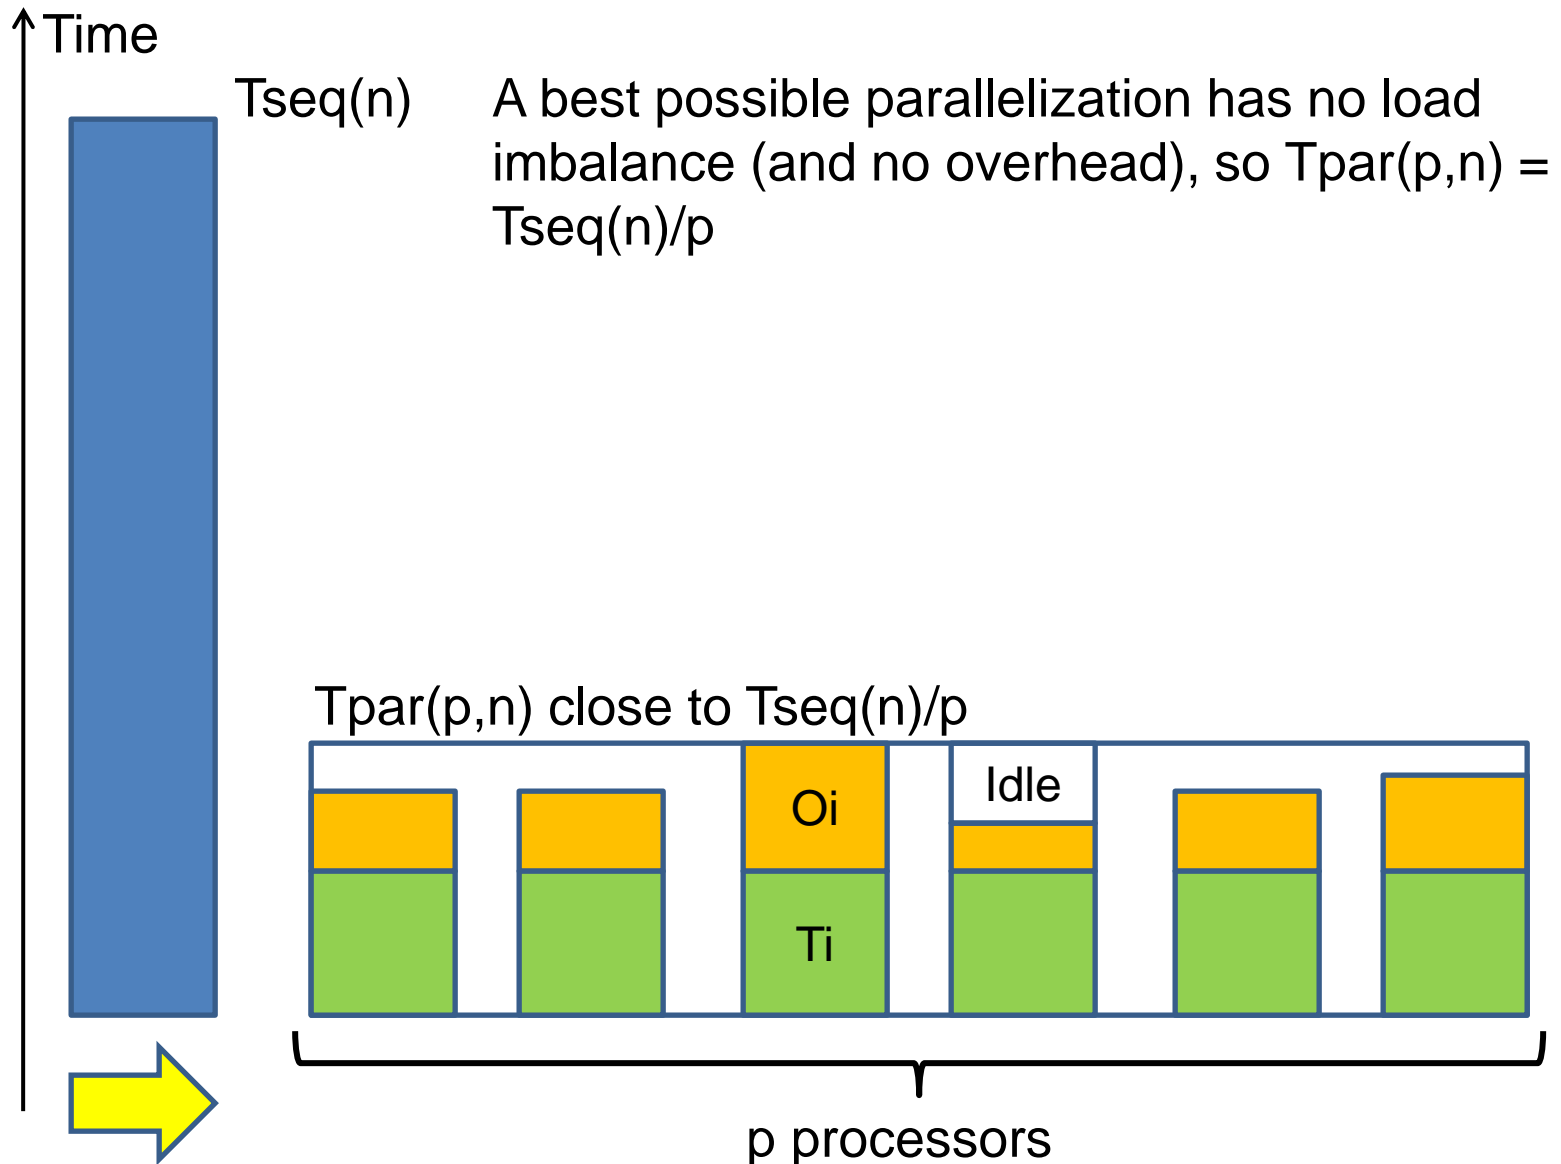 Time
Tseq(n)
A best possible parallelization has no load
imbalance (and no overhead), so Tpar(p,n) =
Tseq(n)/p
Tpar(p,n) close to Tseq(n)/p
Oi
Idle
Ti
p processors